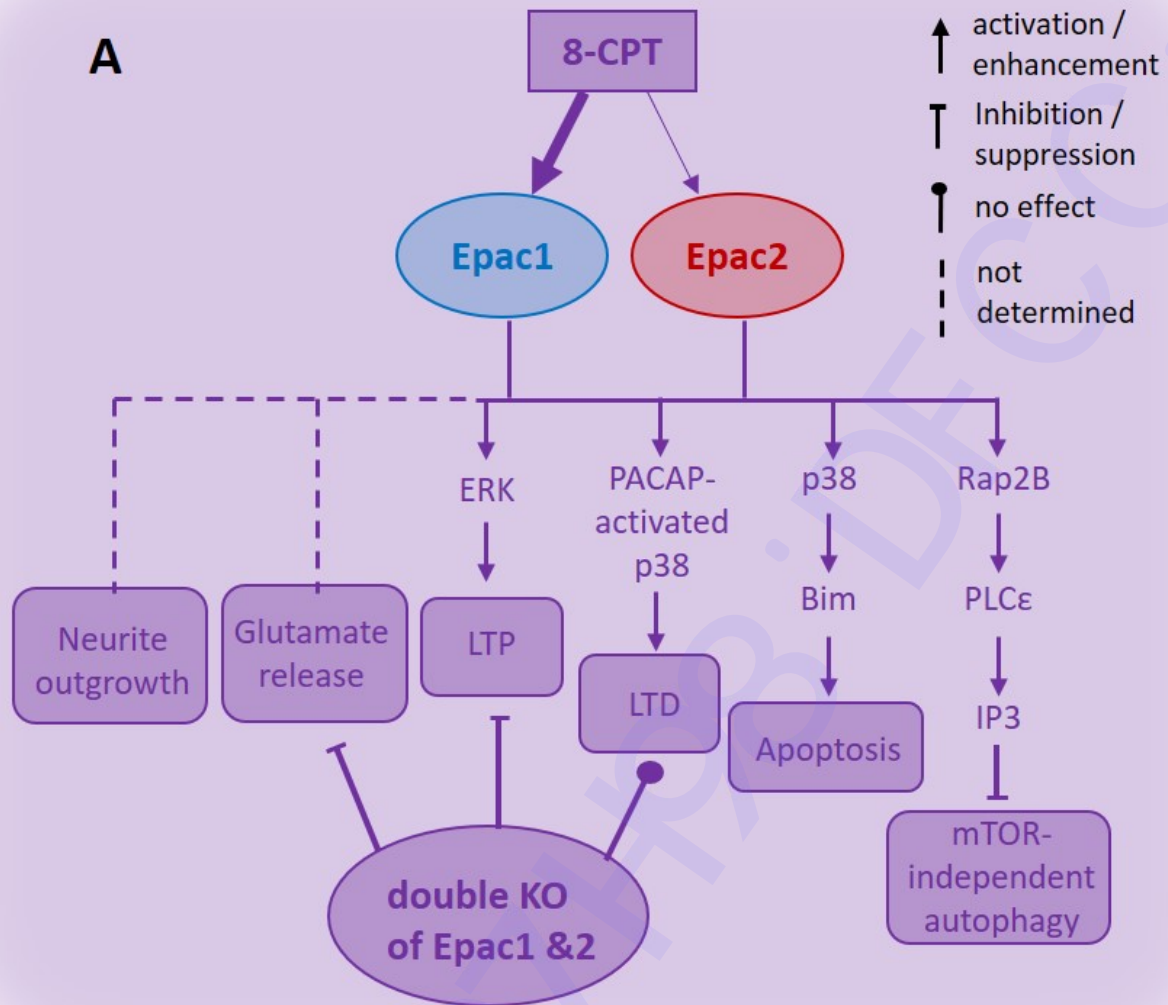 A
8-CPT
activation /
enhancement
Inhibition /
suppression
no effect
not
determined
Epac1
Epac2
ERK
PACAP-
activated
p38
p38
Rap2B
Bim
PLCε
Neurite
outgrowth
Glutamate
release
LTP
LTD
IP3
Apoptosis
mTOR-
independent
autophagy
double KO
of Epac1 &2